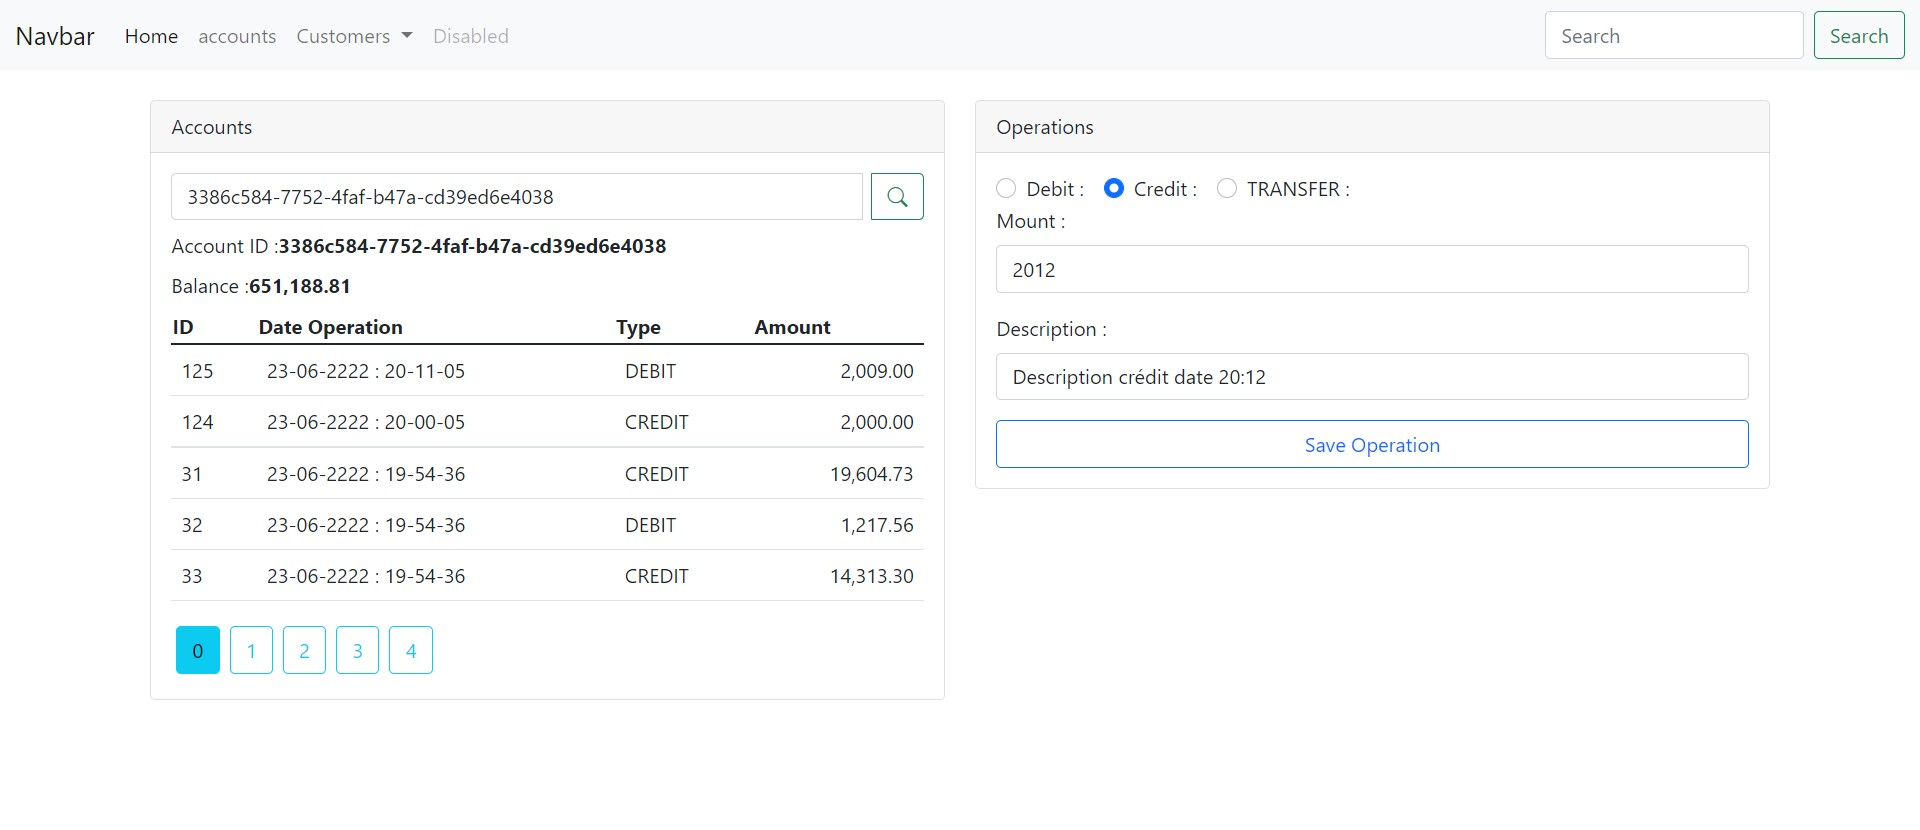 Navbar Home accounts Customers Disabled Search Search
Accounts
3386c584-7752-4faf-b47a-cd39ed6e4038
Account ID :3386c584-7752-4faf-b47a-cd39ed6e4038
Balance :651,188.81
ID Date Operation Type Amount
125 23-06-2222 : 20-11-05 DEBIT 2,009.00
124 23-06-2222 : 20-00-05 CREDIT 2,000.00
31 23-06-2222 : 19-54-36 CREDIT 19,604.73
32 23-06-2222 : 19-54-36 DEBIT 1,217.56
33 23-06-2222 : 19-54-36 CREDIT 14,313.30
0 1 2 3 4
Operations
Debit : Credit : TRANSFER :
Mount :
2012
Description :
Description crédit date 20:12
Save Operation